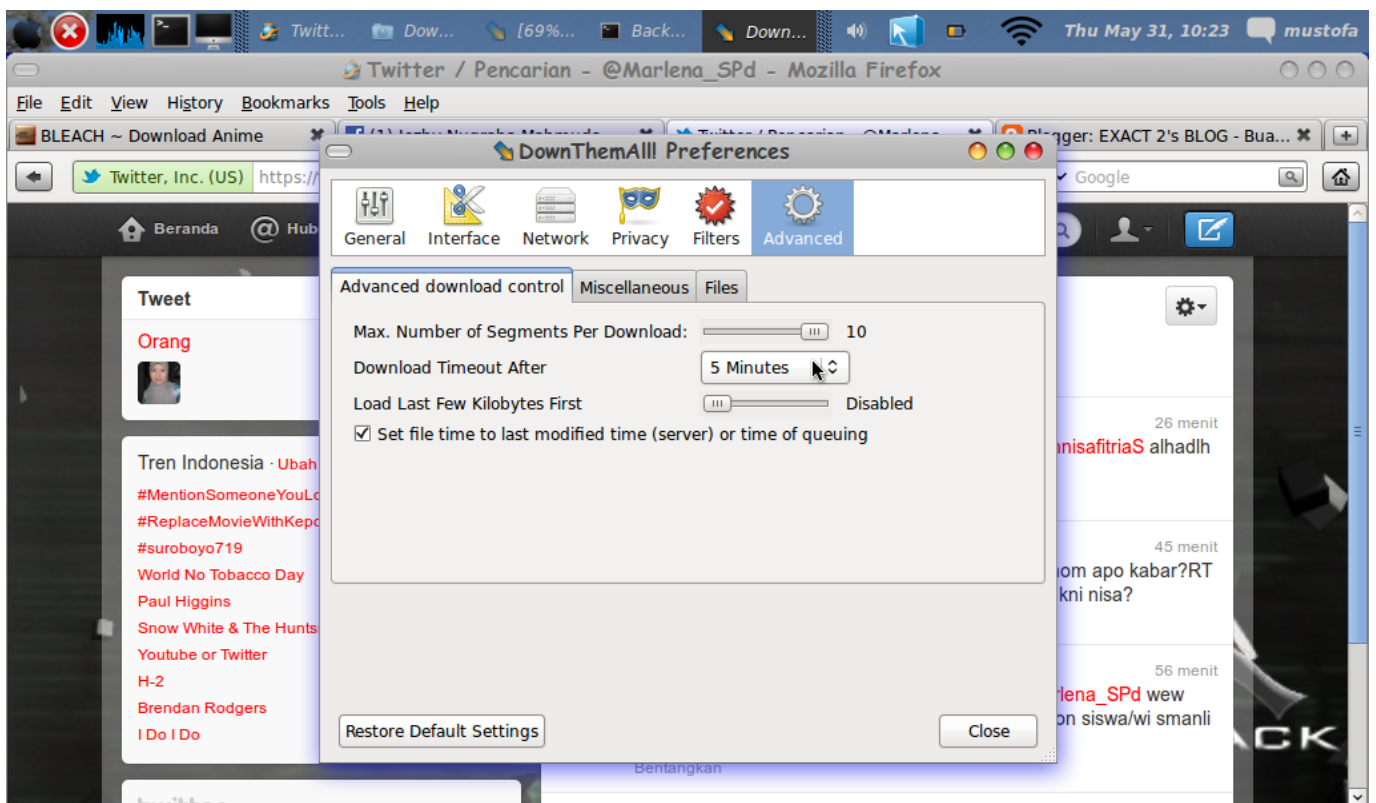 Twitt... Dow... [69%... Back... Down... Thu May 31, 10:23 mustofa
Twitter / Pencarian - @Marlena_SPd - Mozilla Firefox
File Edit View History Bookmarks Tools Help
BLEACH ~ Download Anime
gger: EXACT 2's BLOG - Bua...
Twitter, Inc. (US) https:/
Google
Beranda
Hub
DownThemAll! Preferences
General Interface Network Privacy Filters Advanced
Advanced download control Miscellaneous Files
Max. Number of Segments Per Download: 10
Download Timeout After 5 Minutes
Load Last Few Kilobytes First Disabled
Set file time to last modified time (server) or time of queuing
Restore Default Settings
Close
Tweet
Orang
Tren Indonesia · Ubah
#MentionSomeoneYouLo
#ReplaceMovieWithKepo
#suroboyo719
World No Tobacco Day
Paul Higgins
Snow White & The Hunts
Youtube or Twitter
H-2
Brendan Rodgers
I Do I Do
26 menit
nnisafitriaS alhadlh
45 menit
om apo kabar?RT
kni nisa?
56 menit
rlena_SPd wew
on siswa/wi smanli
Bentangkan
ACK